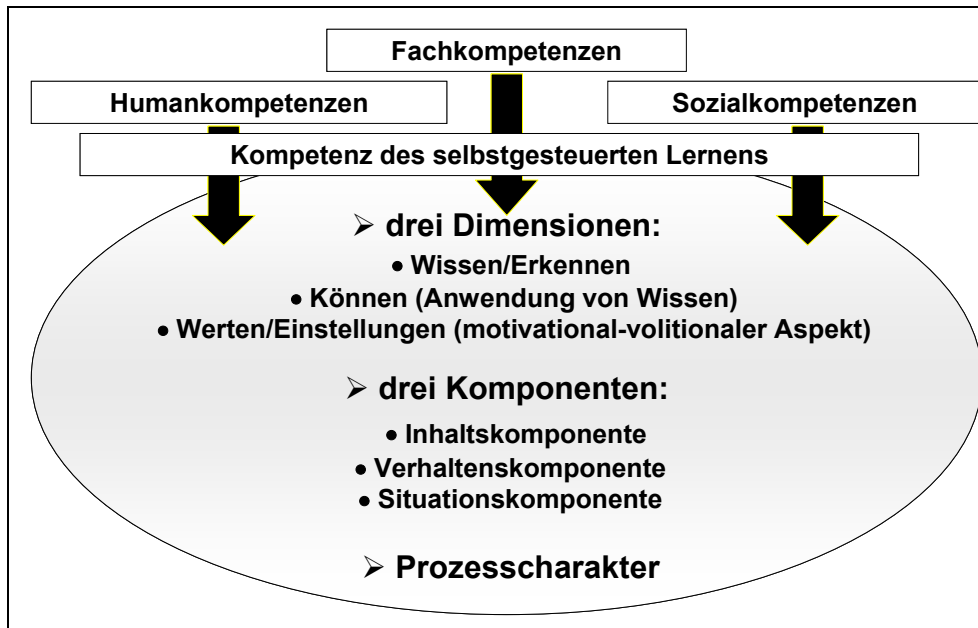 Fachkompetenzen
Humankompetenzen
Sozialkompetenzen
Kompetenz des selbstgesteuerten Lernens
➢ drei Dimensionen:
• Wissen/Erkennen
• Können (Anwendung von Wissen)
• Werten/Einstellungen (motivational-volitionaler Aspekt)
➢ drei Komponenten:
• Inhaltskomponente
• Verhaltenskomponente
• Situationskomponente
➢ Prozesscharakter